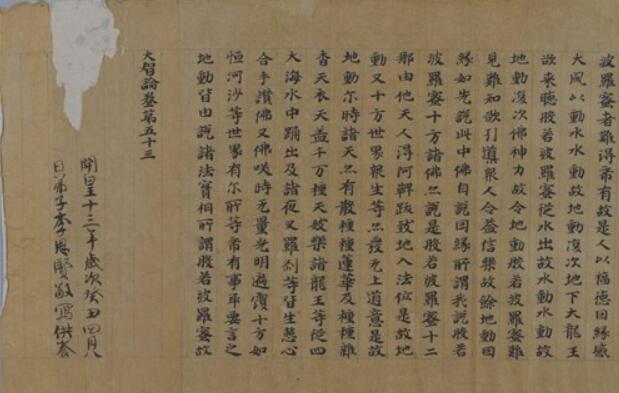 波羅蜜者難得希有故是人以福德因緣感
大風以動水水動故地動復次地下大龍王
欲来聽般若波羅蜜從水出故水動水動故
地動復次佛神力故令地動般若波羅蜜難
見難知欲引導衆人令益信樂故餘地動因
緣如先說此中佛自說因緣所謂我說般若
波羅蜜十方諸佛亦說是般若波羅蜜十二
那由他天人得阿鞞跋致地入法位是故地
動又十方世界衆生等亦發无上道意是故
地動尒時諸天亦有散種種蓮華及種種雜
香天衣天盖千万種天妓樂諸龍王等從四
大海水中踊出及諸夜叉羅剎等皆生慈心
合手讚佛又佛咲時无量光明遍滿十方如
恒河沙等世界有尒所等希有事耶要言之
地動皆由說諸法實相所謂般若波羅蜜故
大智論卷第五十三
開皇十三年歲次癸丑四月八
日弟子李思賢敬寫供養